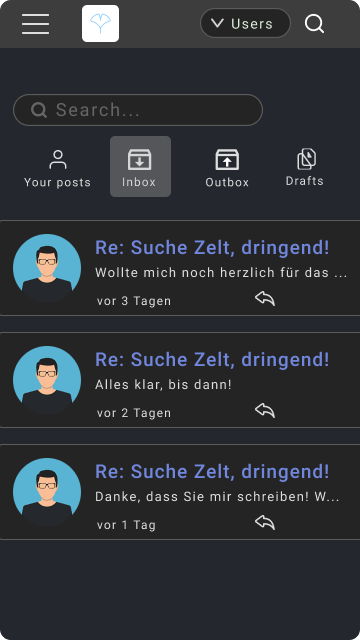 Users
Search...
Your posts
Inbox
Outbox
Drafts
Re: Suche Zelt, dringend!
Wollte mich noch herzlich für das ...
vor 3 Tagen
Re: Suche Zelt, dringend!
Alles klar, bis dann!
vor 2 Tagen
Re: Suche Zelt, dringend!
Danke, dass Sie mir schreiben! W...
vor 1 Tag